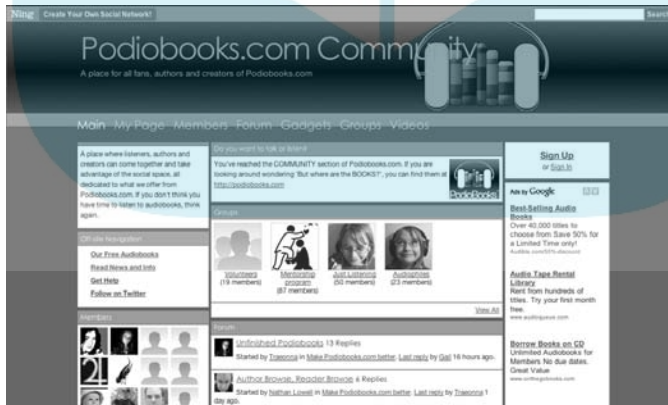 Ning Create Your Own Social Network! Search
Podiobooks.com Community
A place for all fans, authors and creators of Podiobooks.com
Main My Page Members Forum Gadgets Groups Videos
A place where listeners, authors and
creators can come together and take
advantage of the social space, all
dedicated to what we offer from
Podiobooks.com. If you don't think you
have time to listen to audiobooks, think
again.
Off-site Navigation
Our Free Audiobooks
Read News and Info
Get Help
Follow on Twitter
Members
Do you want to talk or listen?
You've reached the COMMUNITY section of Podiobooks.com. If you are
looking around wondering 'But where are the BOOKS?', you can find them at
http://podiobooks.com
PodioBooks
Groups
Volunteers
(19 members)
Mentorship
program
(87 members)
Just Listening
(50 members)
Audiophiles
(23 members)
View All
Forum
Unfinished Podiobooks 13 Replies
Started by Traeonna in Make Podiobooks.com better. Last reply by Gail 16 hours ago.
Author Browse, Reader Browse 6 Replies
Started by Nathan Lowell in Make Podiobooks.com better. Last reply by Traeonna 1
day ago.
Sign Up
or Sign In
Ads by Google
Best-Selling Audio
Books
Over 40,000 titles to
choose from Save 50% for
a Limited Time only!
Audible.com/50%-discount
Audio Tape Rental
Library
Rent from hundreds of
titles. Try your first month
free.
www.audiojaunt.com
Borrow Books on CD
Unlimited Audiobooks for
Members No due dates.
Great Value